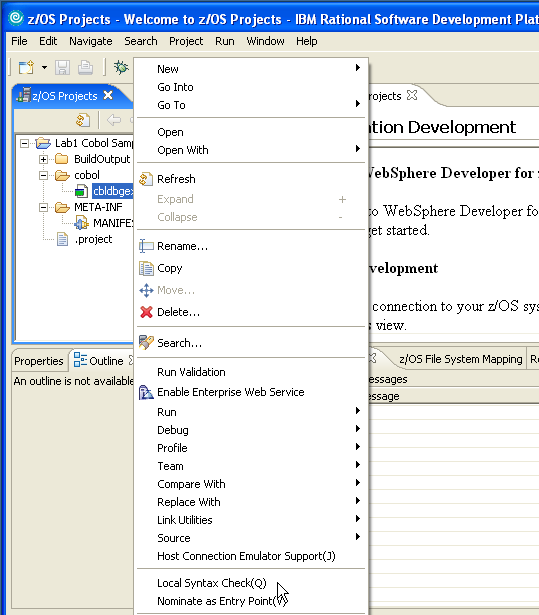 z/OS Projects - Welcome to z/OS Projects - IBM Rational Software Development Plat
File Edit Navigate Search Project Run Window Help
z/OS Projects
rojects
Lab1 Cobol Samp
BuildOutput
cobol
cbldbgex
META-INF
MANIFES
.project
New
Go Into
Go To
Open
Open With
Refresh
Expand +
Collapse -
Rename...
Copy
Move...
Delete...
Search...
Run Validation
Enable Enterprise Web Service
Run
Debug
Profile
Team
Compare With
Replace With
Link Utilities
Source
Host Connection Emulator Support(J)
Local Syntax Check(Q)
Nominate as Entry Point(V)
ation Development
WebSphere Developer for z
to WebSphere Developer fo
get started.
velopment
connection to your z/OS sys
s view.
Properties Outline
An outline is not available
z/OS File System Mapping Re
essages
Message